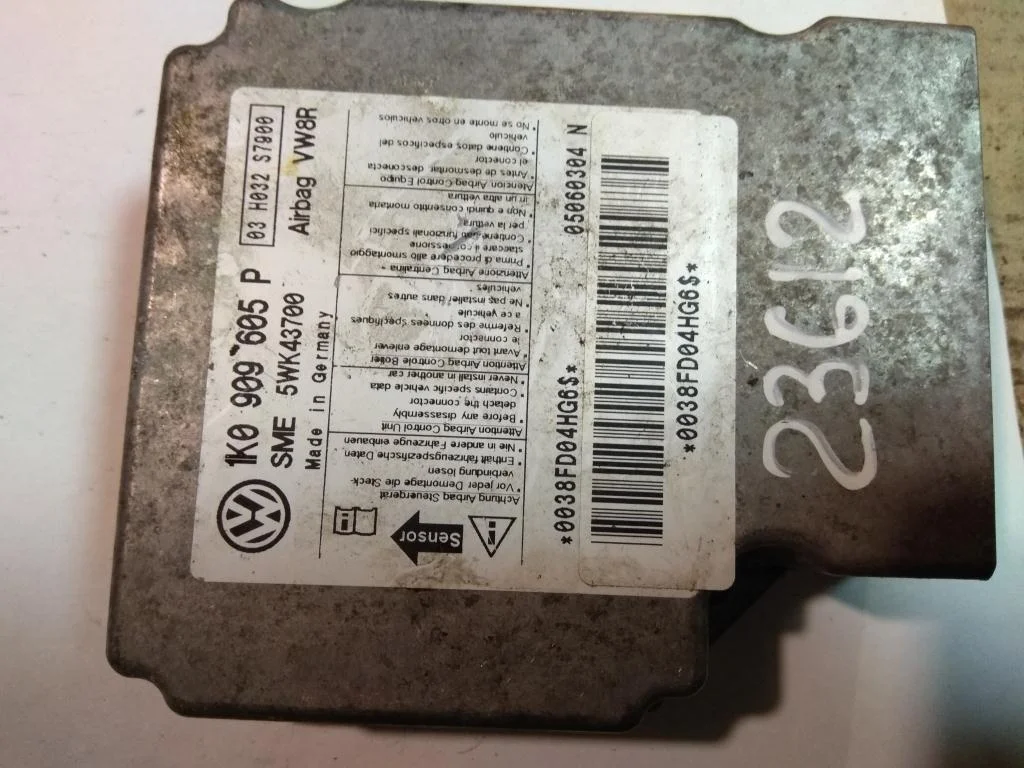 1K0 909 605 P
03 H032 S7900
SME 5WK43700
Airbag VW8R
Made in Germany
Sensor
Achtung Airbag Steuergerät
• Vor jeder Demontage die Steck-
verbindung lösen
• Enthält fahrzeugspezifische Daten
• Nie in andere Fahrzeuge einbauen
Attention Airbag Control Unit
• Before any disassembly
detach the connector
• Contains vehicle specific data
• Never install in another car
Attention Airbag Controle Boîter
• Avant tout démontage enlever
le connector
• Referme des données spécifiques
a ce véhicule
• Ne pas installer dans autres
véhicules
Attenzione Airbag Centralina
• Prima di procedere allo smontaggio
staccare il connessione
• Contiene dati funzionali specifici
per la vettura
• Non e quindi consentito montarla
in un altra vettura
Atencion Airbag Control Equipo
• Antes de desmontar, desconecta
el conector
• Contiene datos especificos del
vehiculo
• No se monte en otros vehiculos
*0038FD04HG6$*
05060304 N
*0038FD04HG6$*
23612